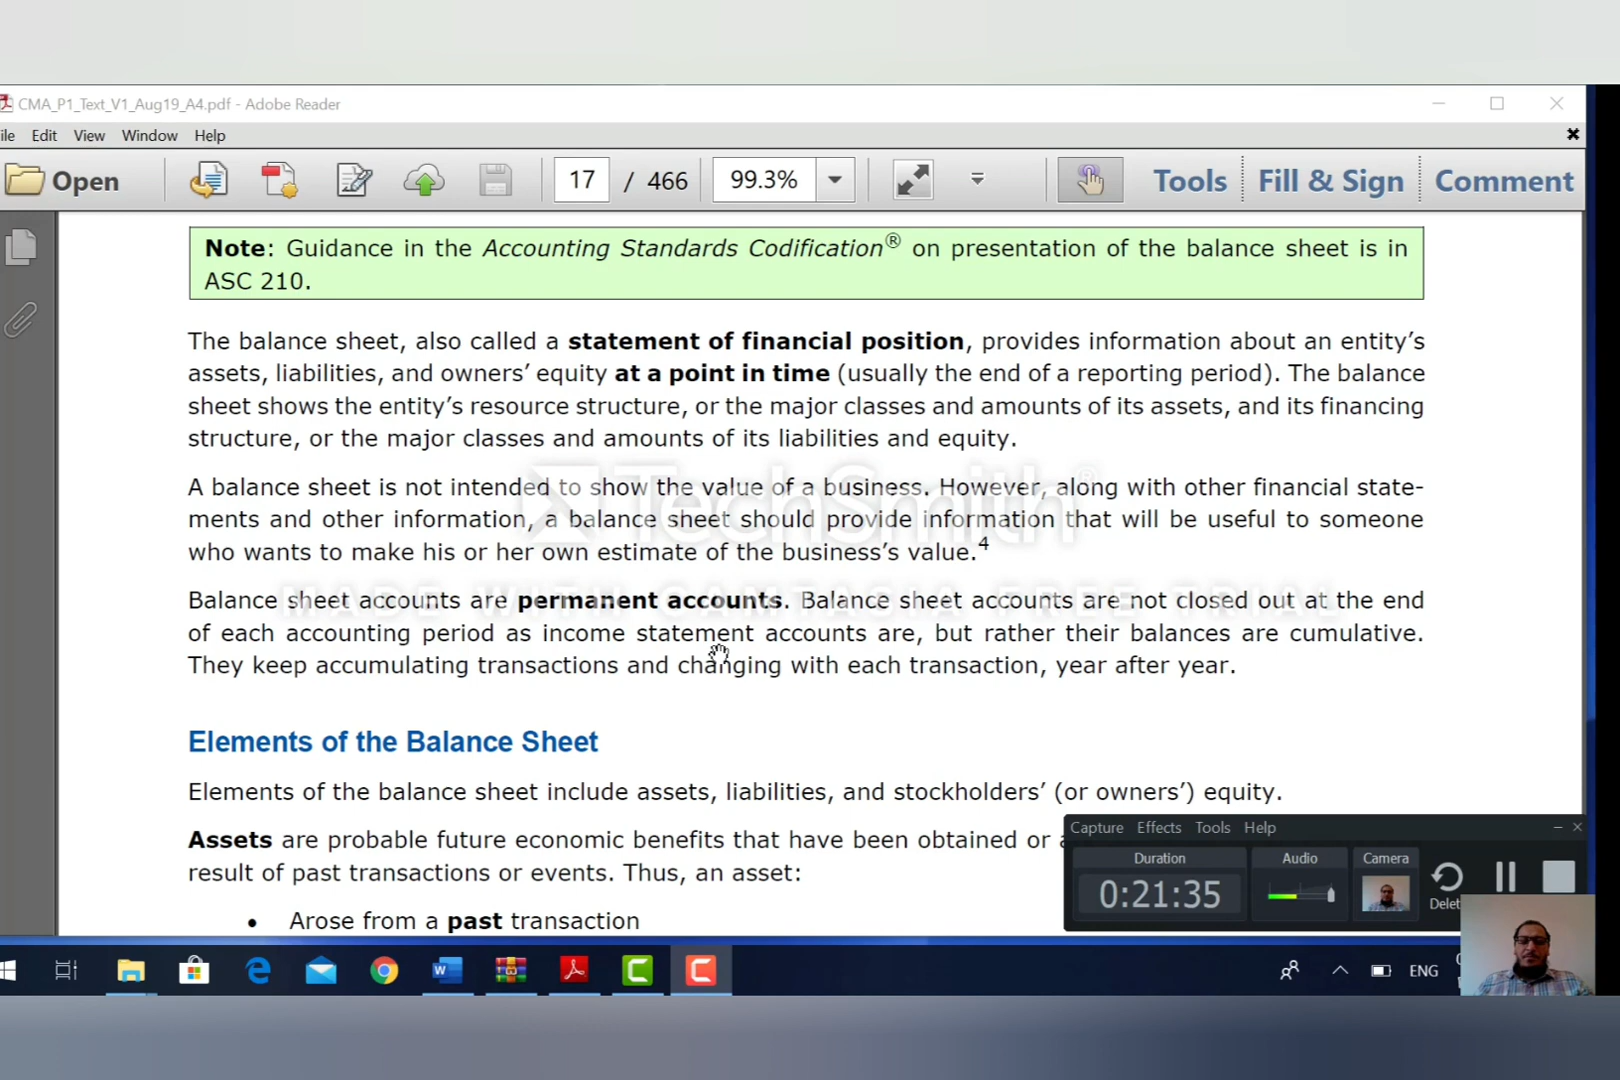 CMA_P1_Text_V1_Aug19_A4.pdf - Adobe Reader
ile Edit View Window Help
Open 17 / 466 99.3% Tools Fill & Sign Comment
Note: Guidance in the Accounting Standards Codification® on presentation of the balance sheet is in
ASC 210.
The balance sheet, also called a statement of financial position, provides information about an entity’s
assets, liabilities, and owners’ equity at a point in time (usually the end of a reporting period). The balance
sheet shows the entity’s resource structure, or the major classes and amounts of its assets, and its financing
structure, or the major classes and amounts of its liabilities and equity.
A balance sheet is not intended to show the value of a business. However, along with other financial state-
ments and other information, a balance sheet should provide information that will be useful to someone
who wants to make his or her own estimate of the business’s value.4
TechSmith®
MADE WITH CAMTASIA FREE TRIAL
Balance sheet accounts are permanent accounts. Balance sheet accounts are not closed out at the end
of each accounting period as income statement accounts are, but rather their balances are cumulative.
They keep accumulating transactions and changing with each transaction, year after year.
Elements of the Balance Sheet
Elements of the balance sheet include assets, liabilities, and stockholders’ (or owners’) equity.
Assets are probable future economic benefits that have been obtained or
result of past transactions or events. Thus, an asset:
• Arose from a past transaction
Capture Effects Tools Help
Duration Audio Camera
0:21:35
Delet
ENG